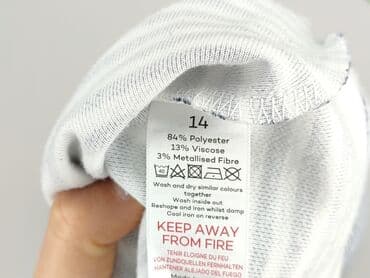 14
84% Polyester
13% Viscose
3% Metallised Fibre
40
Wash and dry similar colours
together
Wash inside out
Reshape and iron whilst damp
Cool iron on reverse
KEEP AWAY
FROM FIRE
TENIR ELOIGNE DU FEU
VON ZUNDQUELLEN FERNHALTEN
MANTENER ALEJADO DEL FUEGO